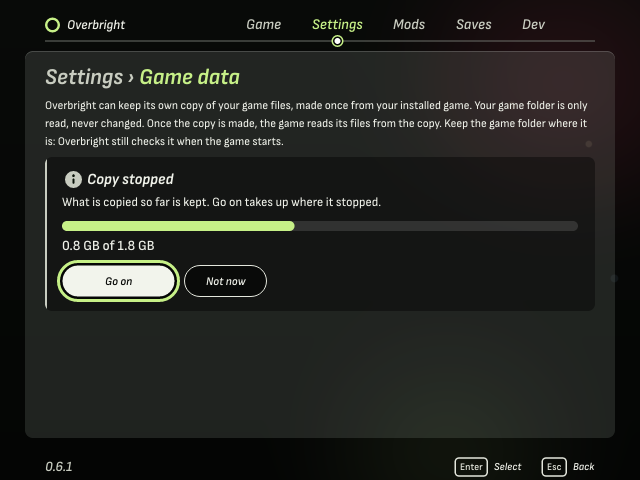 Overbright
Game
Settings
Mods
Saves
Dev
Settings › Game data
Overbright can keep its own copy of your game files, made once from your installed game. Your game folder is only
read, never changed. Once the copy is made, the game reads its files from the copy. Keep the game folder where it
is: Overbright still checks it when the game starts.
Copy stopped
What is copied so far is kept. Go on takes up where it stopped.
0.8 GB of 1.8 GB
Go on
Not now
0.6.1
Enter
Select
Esc
Back